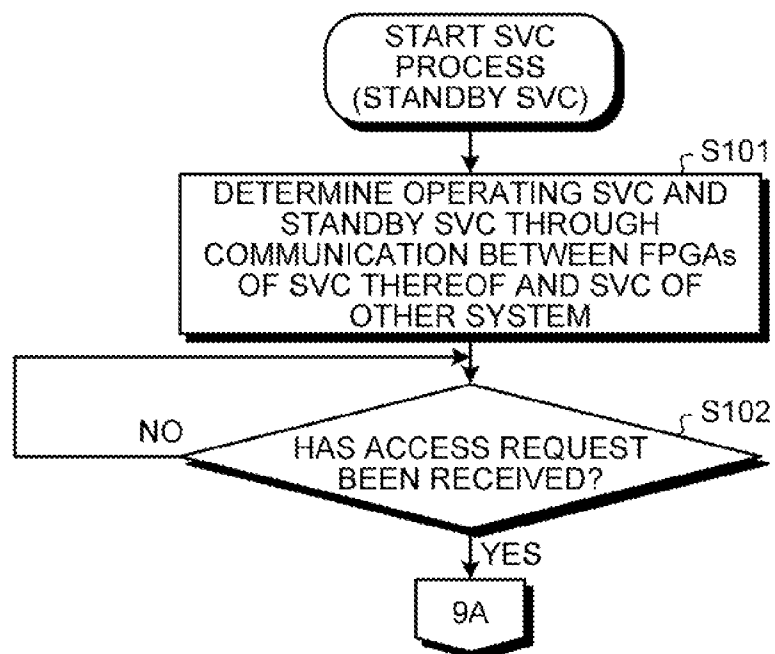 START SVC
PROCESS
(STANDBY SVC)
S101
DETERMINE OPERATING SVC AND
STANDBY SVC THROUGH
COMMUNICATION BETWEEN FPGAs
OF SVC THEREOF AND SVC OF
OTHER SYSTEM
S102
NO
HAS ACCESS REQUEST
BEEN RECEIVED?
YES
9A